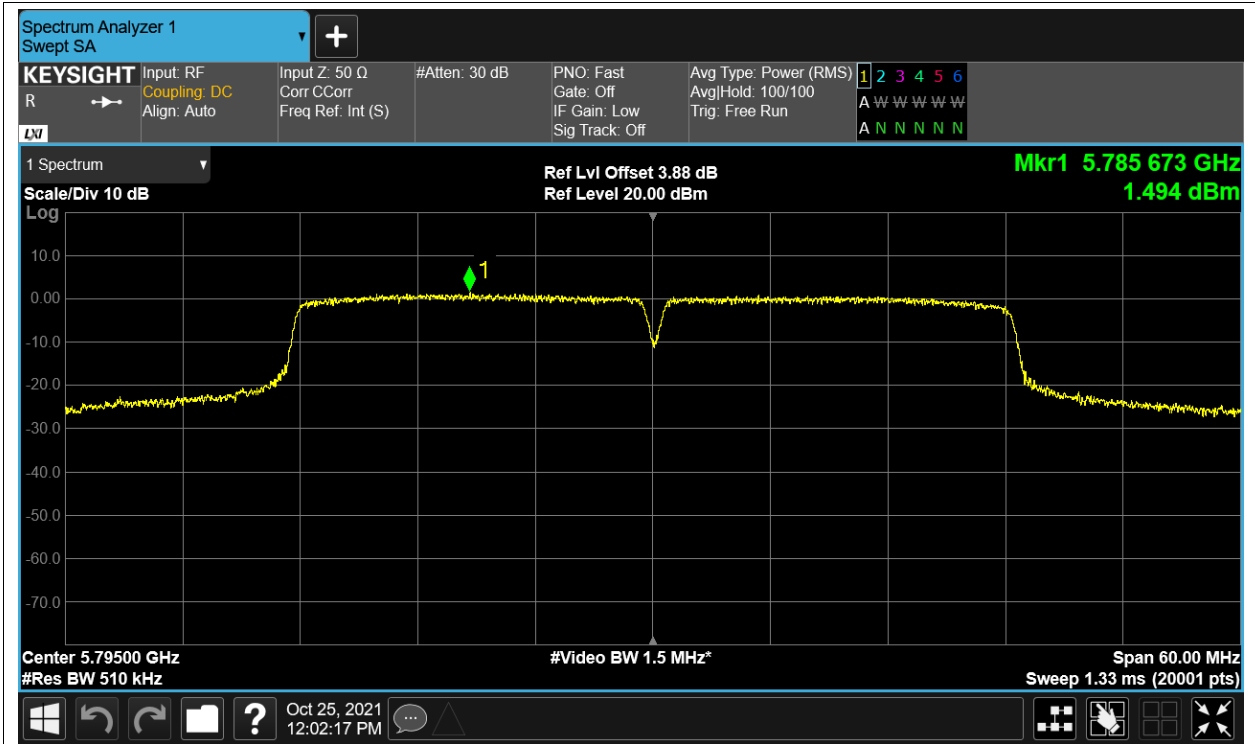 Spectrum Analyzer 1
Swept SA
KEYSIGHT
R
LXI
Input: RF
Coupling: DC
Align: Auto
Input Z: 50 Ω
Corr CCorr
Freq Ref: Int (S)
#Atten: 30 dB
PNO: Fast
Gate: Off
IF Gain: Low
Sig Track: Off
Avg Type: Power (RMS)
Avg|Hold: 100/100
Trig: Free Run
1 2 3 4 5 6
A W W W W W
A N N N N N
1 Spectrum
Scale/Div 10 dB
Log
Ref Lvl Offset 3.88 dB
Ref Level 20.00 dBm
Mkr1 5.785 673 GHz
1.494 dBm
1
10.0
0.00
-10.0
-20.0
-30.0
-40.0
-50.0
-60.0
-70.0
Center 5.79500 GHz
#Res BW 510 kHz
#Video BW 1.5 MHz*
Span 60.00 MHz
Sweep 1.33 ms (20001 pts)
?
Oct 25, 2021
12:02:17 PM